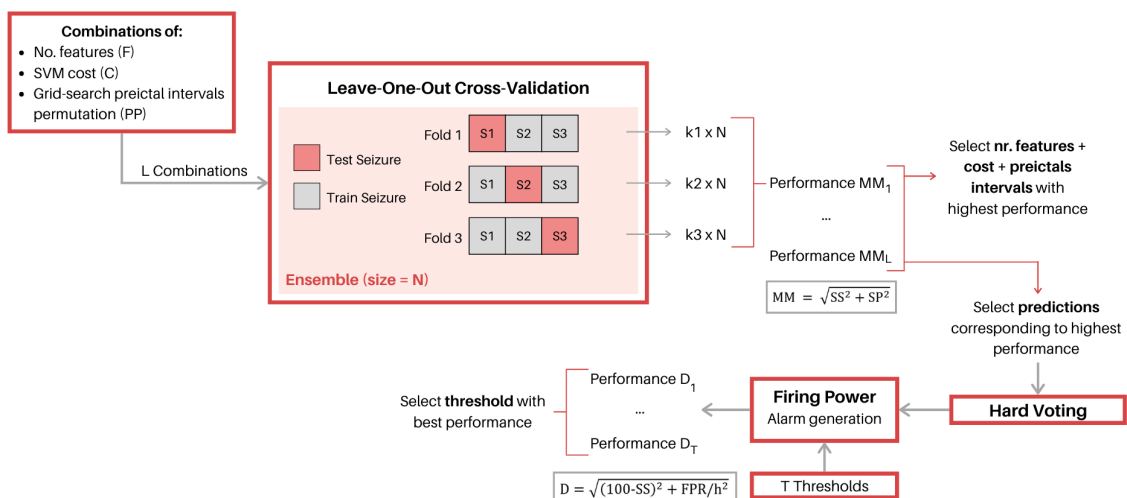 Combinations of:
• No. features (F)
• SVM cost (C)
• Grid-search preictal intervals
permutation (PP)
L Combinations
Leave-One-Out Cross-Validation
Test Seizure
Train Seizure
Fold 1 S1 S2 S3
Fold 2 S1 S2 S3
Fold 3 S1 S2 S3
Ensemble (size = N)
k1 x N
k2 x N
k3 x N
Performance MM₁
...
Performance MM_L
MM = √(SS² + SP²)
Select nr. features +
cost + preictals
intervals with
highest performance
Select predictions
corresponding to highest
performance
Hard Voting
Firing Power
Alarm generation
T Thresholds
Performance D₁
...
Performance D_T
D = √((100-SS)² + FPR/h²)
Select threshold with
best performance